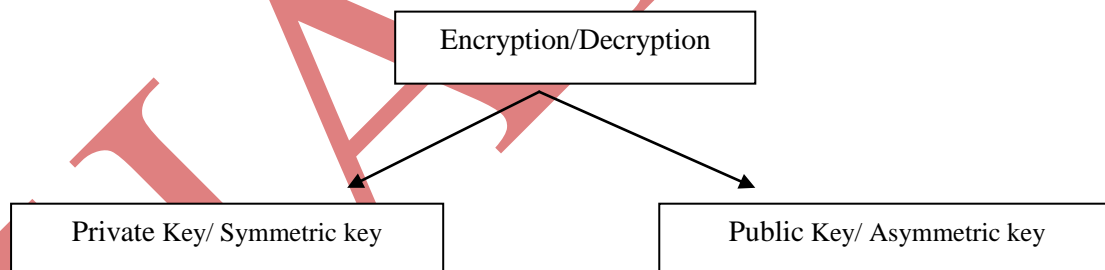 Encryption/Decryption
Private Key/ Symmetric key
Public Key/ Asymmetric key